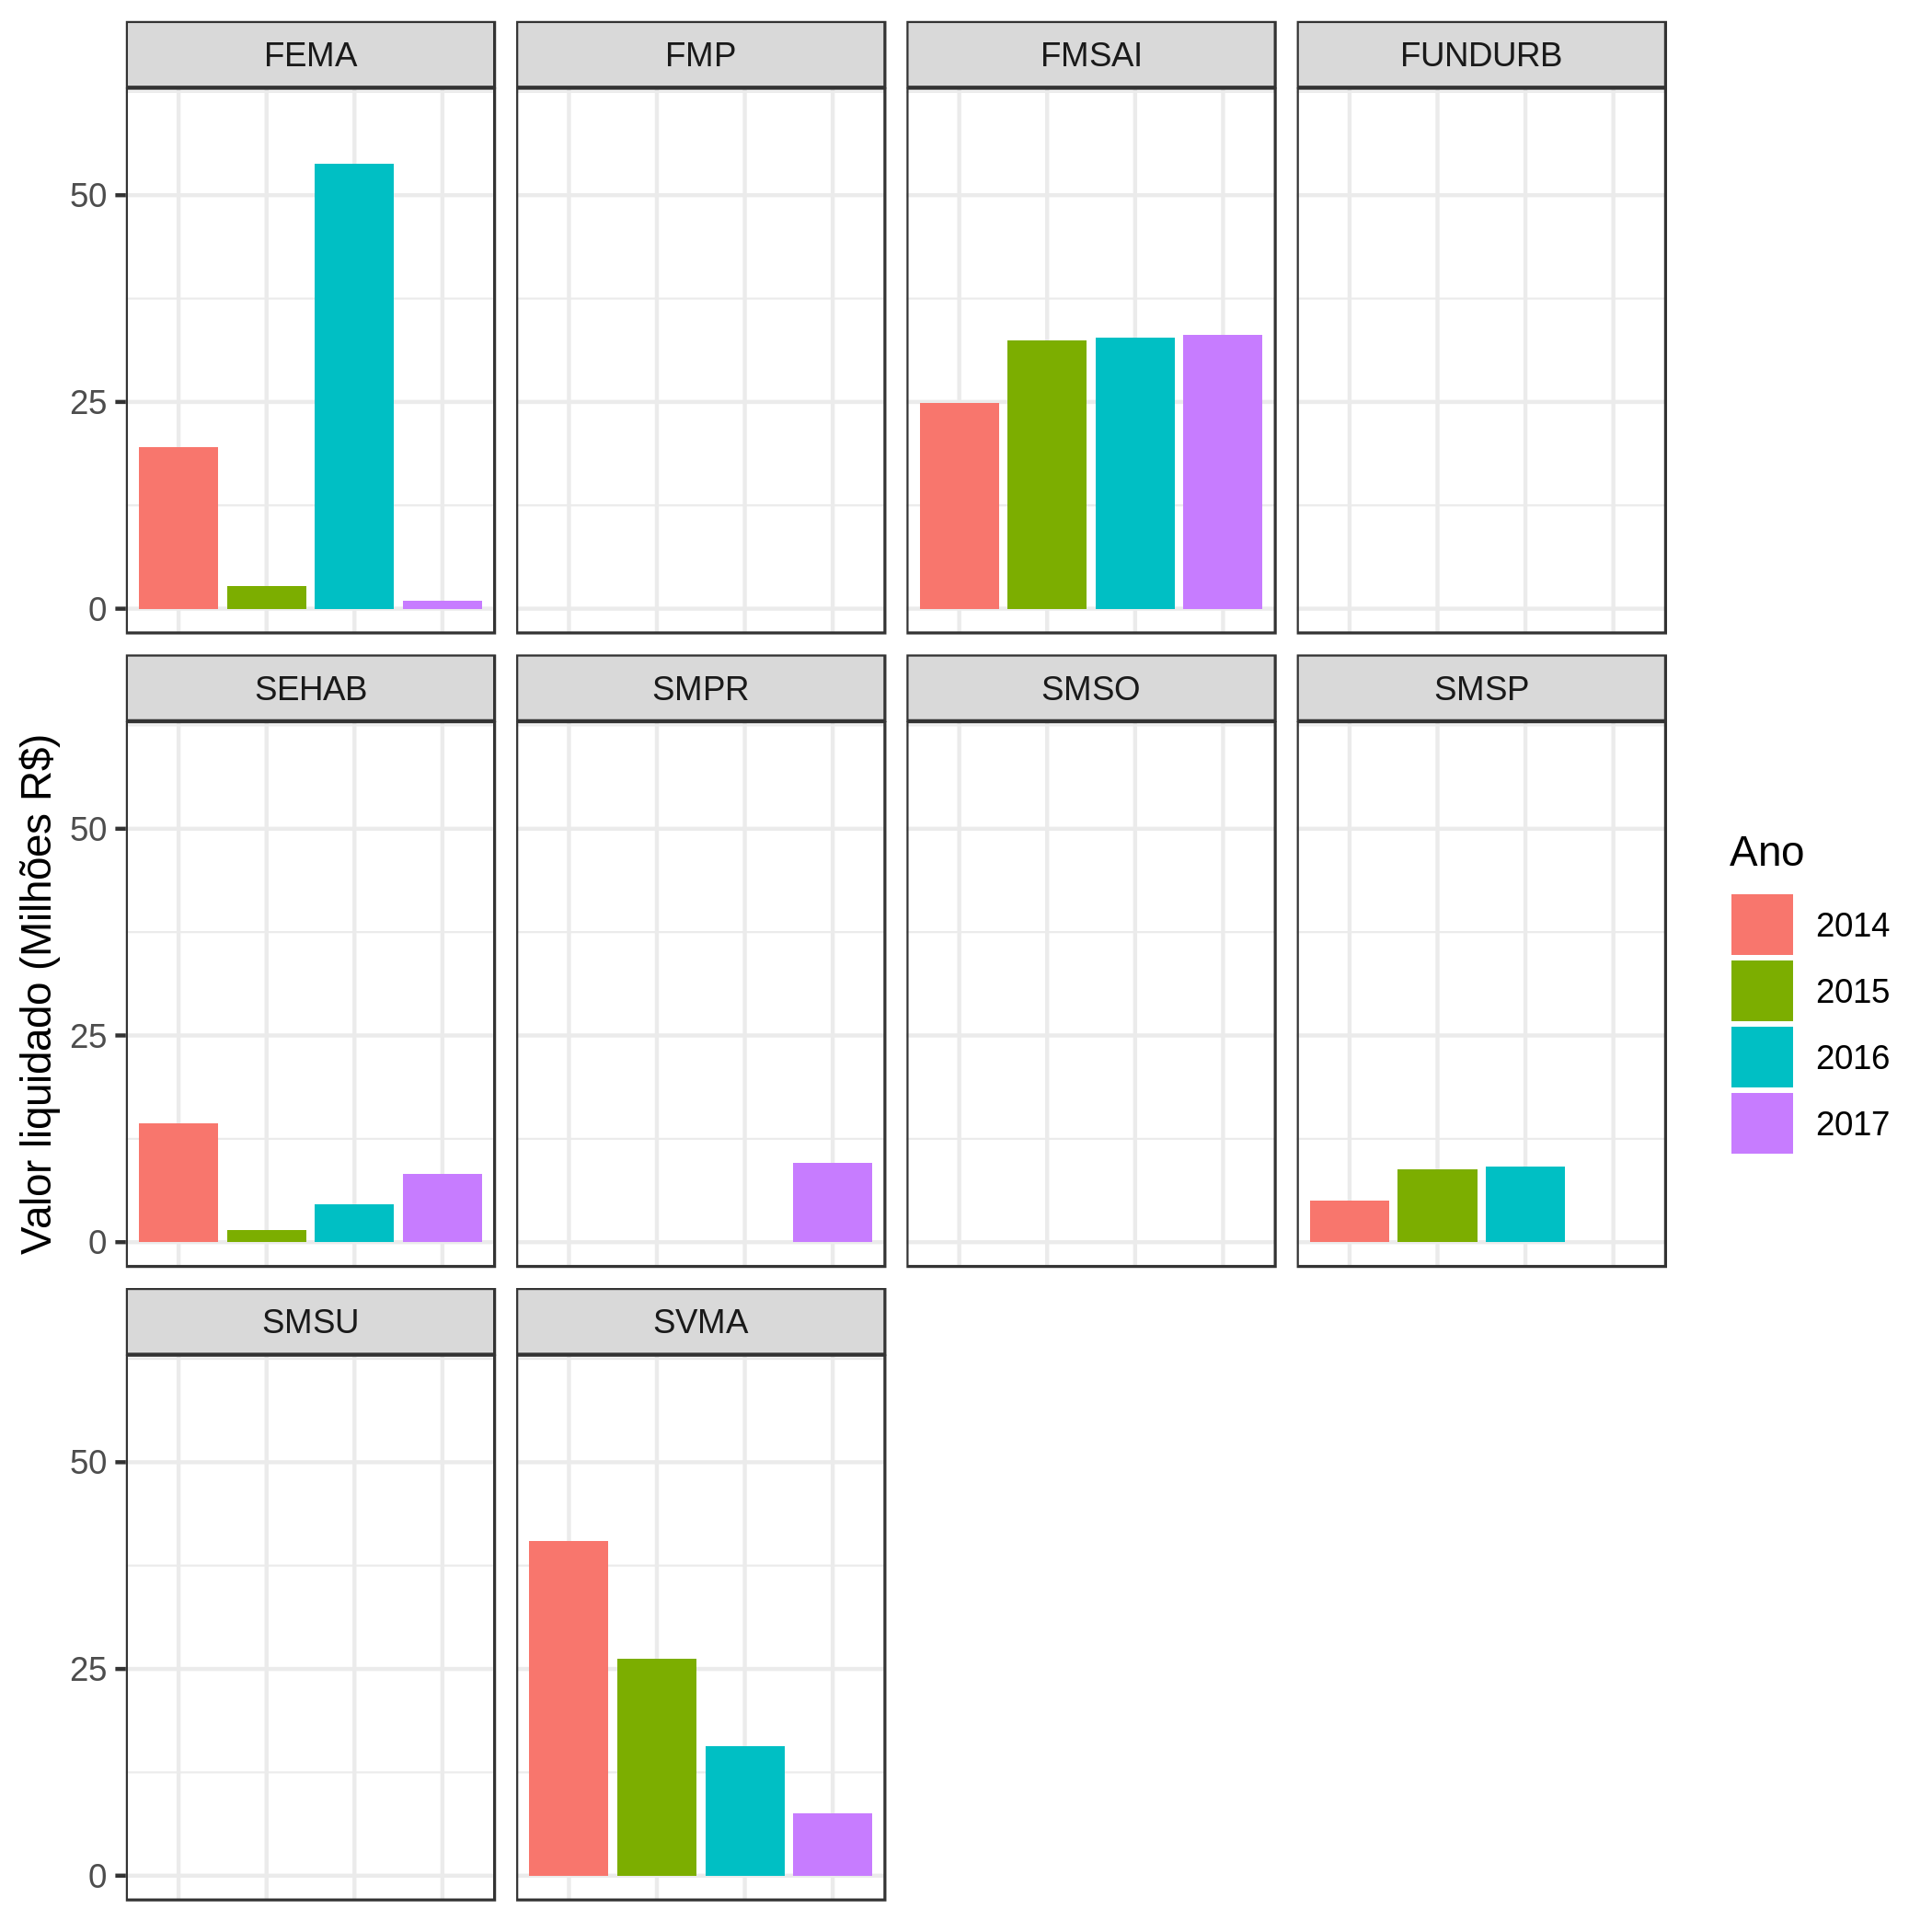 FEMA
FMP
FMSAI
FUNDURB
50
25
0
SEHAB
SMPR
SMSO
SMSP
50
25
0
SMSU
SVMA
50
25
0
Valor liquidado (Milhões R$)
Ano
2014
2015
2016
2017